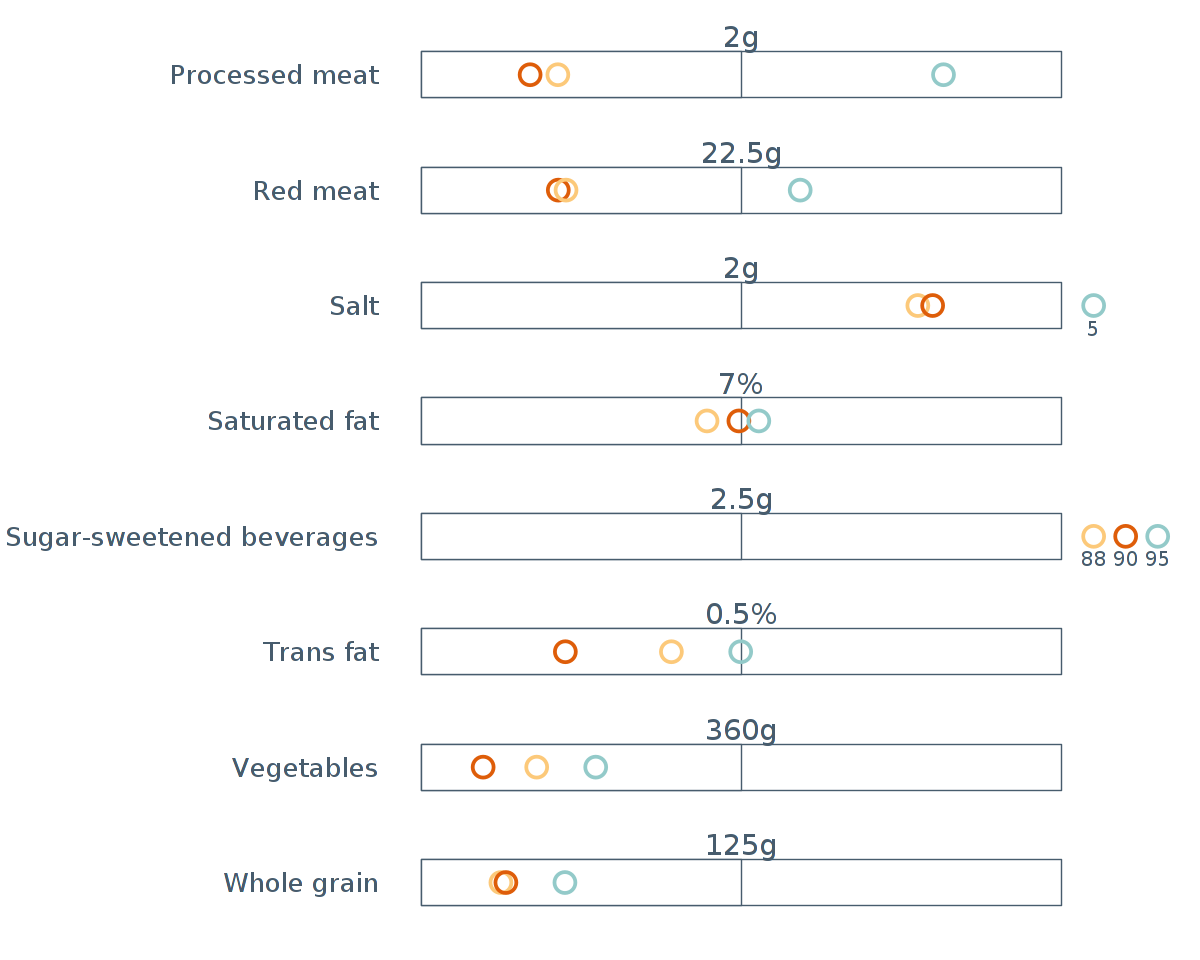 2g
Processed meat
22.5g
Red meat
2g
Salt
5
7%
Saturated fat
2.5g
Sugar-sweetened beverages
88 90 95
0.5%
Trans fat
360g
Vegetables
125g
Whole grain